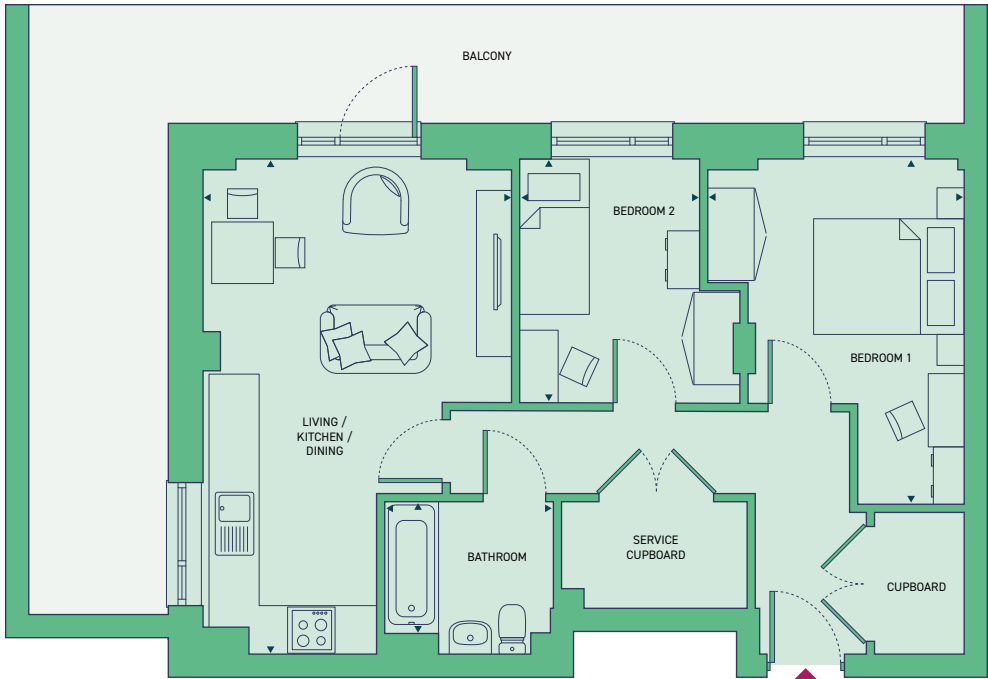 BALCONY
BEDROOM 2
BEDROOM 1
LIVING /
KITCHEN /
DINING
BATHROOM
SERVICE
CUPBOARD
CUPBOARD